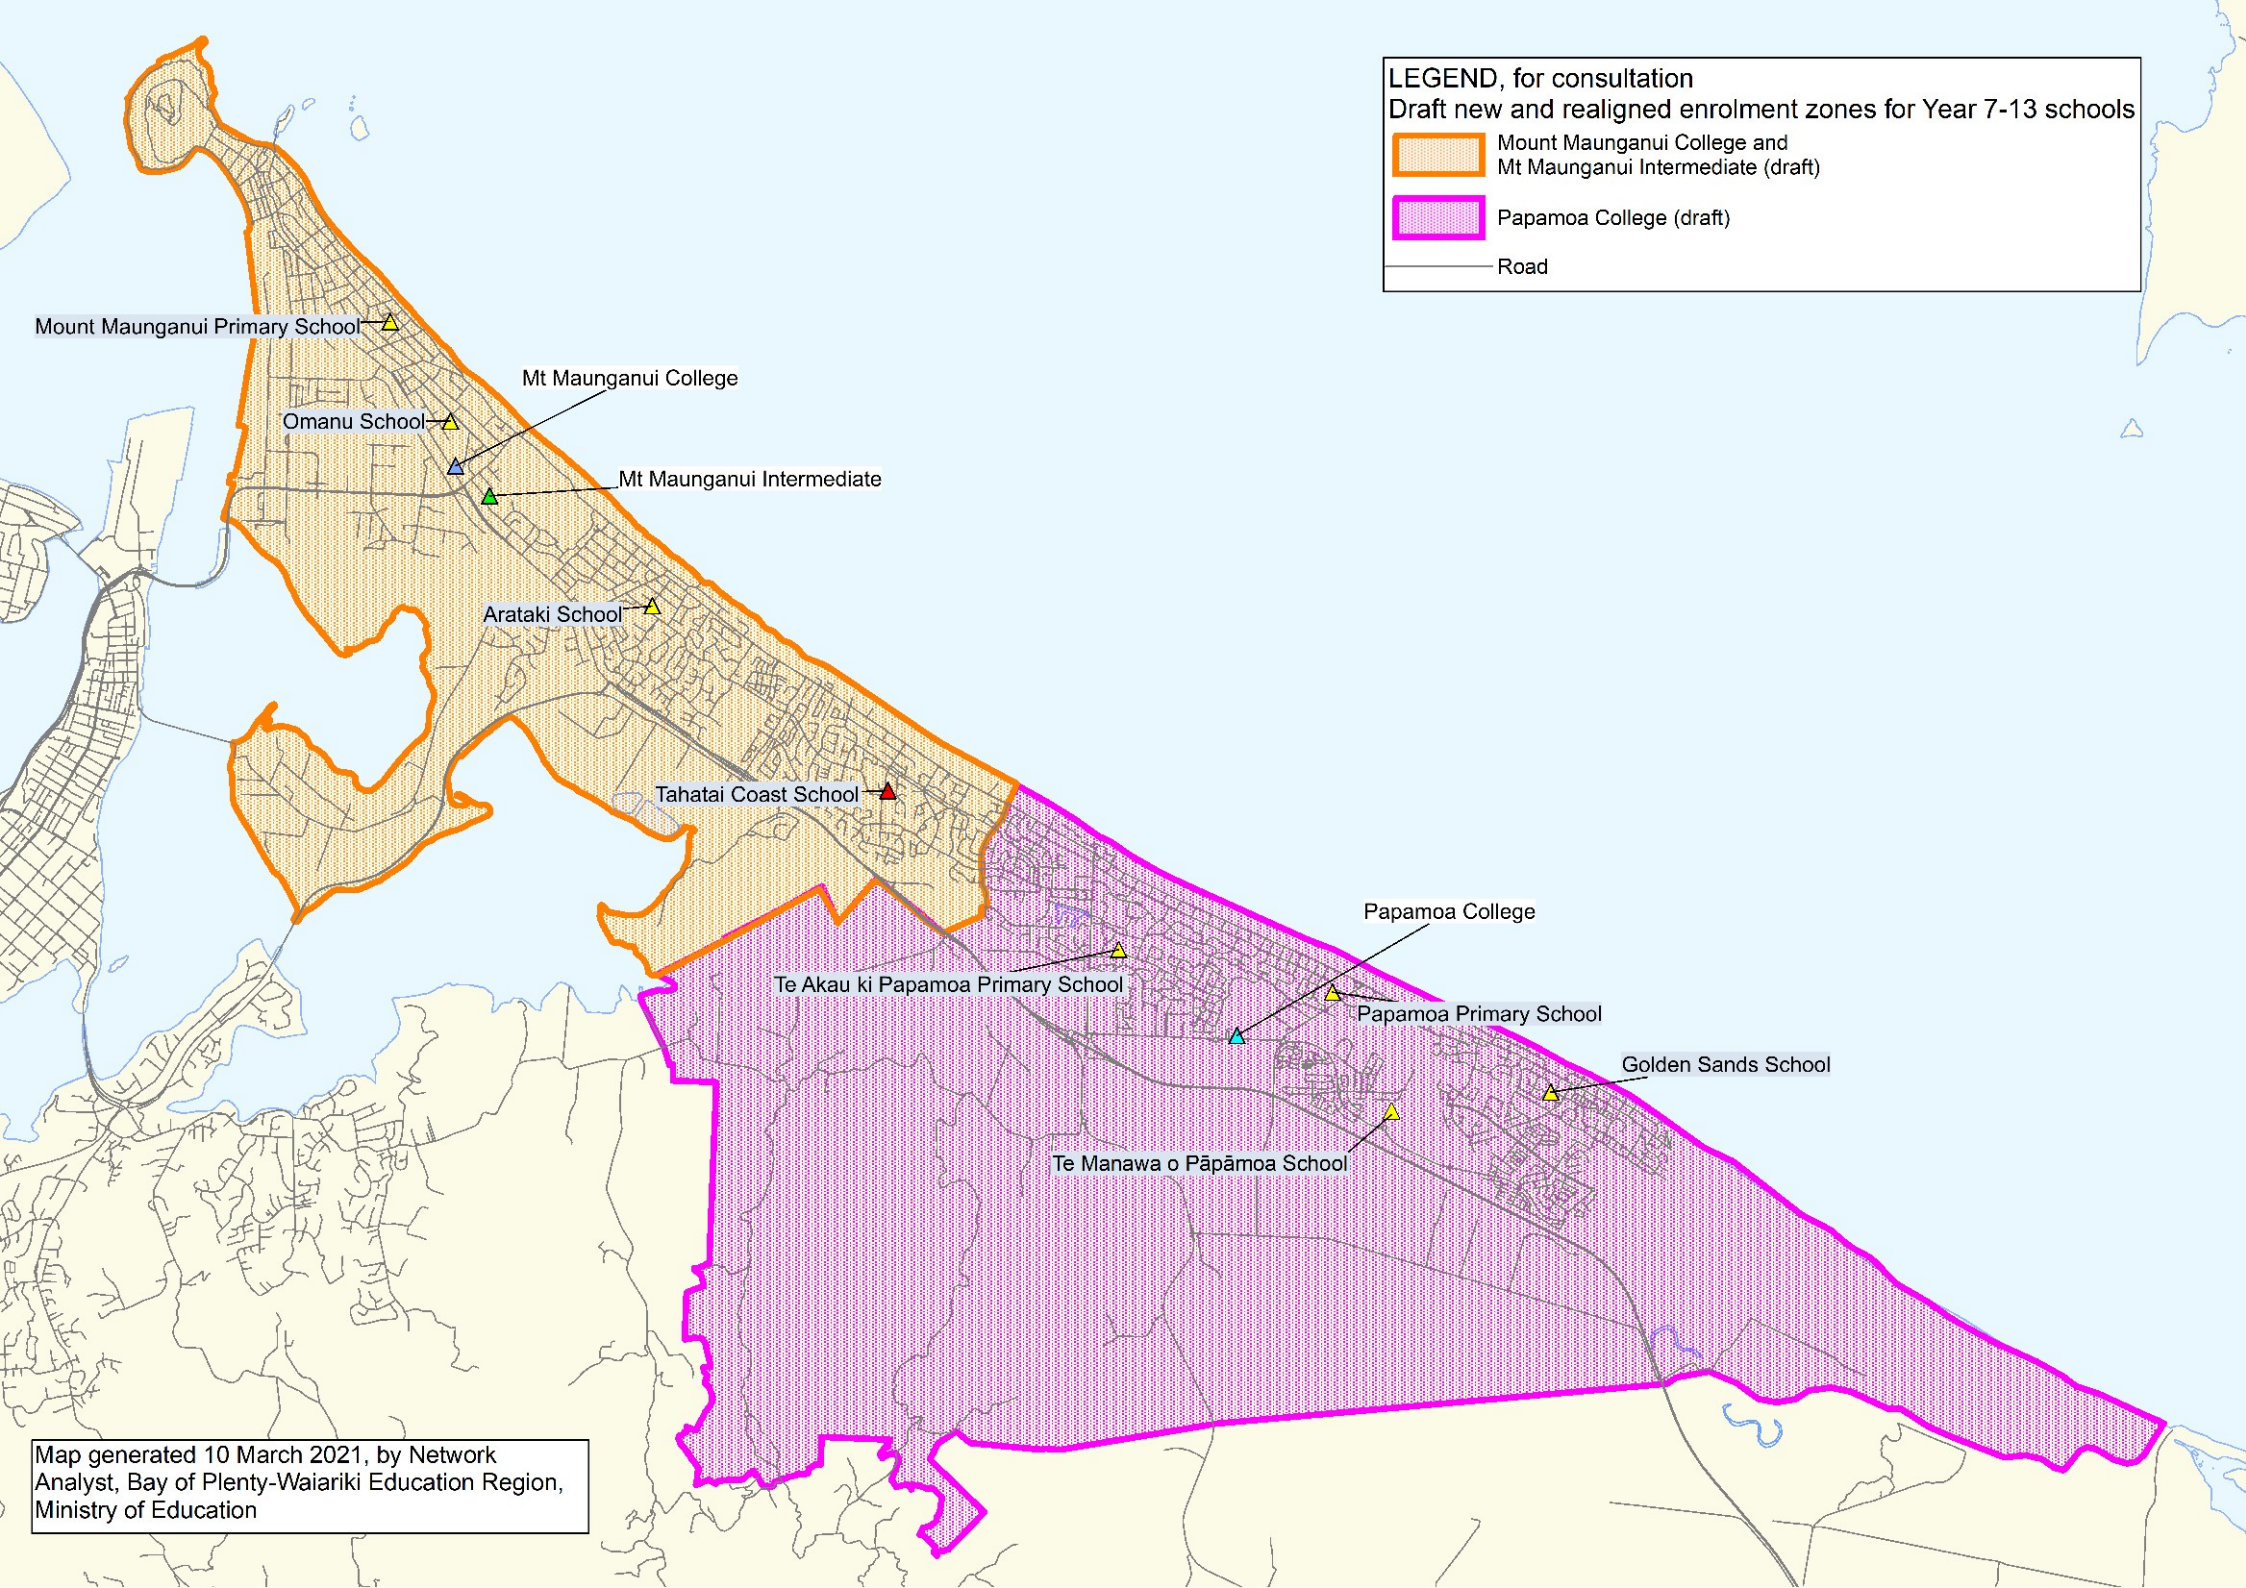 LEGEND, for consultation
Draft new and realigned enrolment zones for Year 7-13 schools
Mount Maunganui College and
Mt Maunganui Intermediate (draft)
Papamoa College (draft)
Road
Mount Maunganui Primary School
Mt Maunganui College
Omanu School
Mt Maunganui Intermediate
Arataki School
Tahatai Coast School
Papamoa College
Te Akau ki Papamoa Primary School
Papamoa Primary School
Golden Sands School
Te Manawa o Pāpāmoa School
Map generated 10 March 2021, by Network
Analyst, Bay of Plenty-Waiariki Education Region,
Ministry of Education